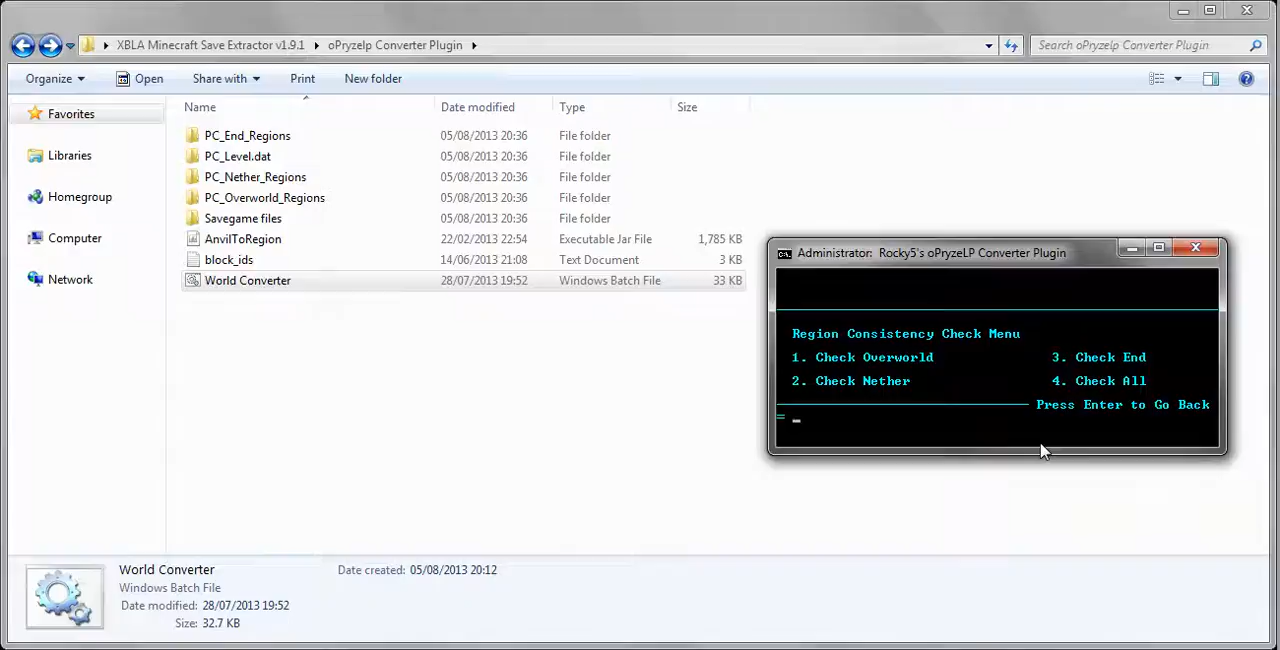 XBLA Minecraft Save Extractor v1.9.1 oPryzelp Converter Plugin
Search oPryzelp Converter Plugin
Organize Open Share with Print New folder
Name Date modified Type Size
Favorites
Libraries
Homegroup
Computer
Network
PC_End_Regions 05/08/2013 20:36 File folder
PC_Level.dat 05/08/2013 20:36 File folder
PC_Nether_Regions 05/08/2013 20:36 File folder
PC_Overworld_Regions 05/08/2013 20:36 File folder
Savegame files 05/08/2013 20:36 File folder
AnvilToRegion 22/02/2013 22:54 Executable Jar File 1,785 KB
block_ids 14/06/2013 21:08 Text Document 3 KB
World Converter 28/07/2013 19:52 Windows Batch File 33 KB
Administrator: Rocky5's oPryzeLP Converter Plugin
Region Consistency Check Menu
1. Check Overworld 3. Check End
2. Check Nether 4. Check All
Press Enter to Go Back
= _
World Converter Date created: 05/08/2013 20:12
Windows Batch File
Date modified: 28/07/2013 19:52
Size: 32.7 KB